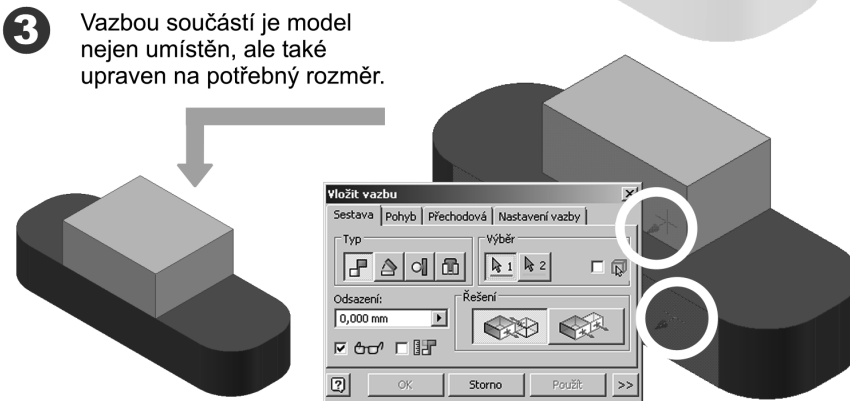 3
Vazbou součástí je model
nejen umístěn, ale také
upraven na potřebný rozměr.
Vložit vazbu
Sestava Pohyb Přechodová Nastavení vazby
Typ Výběr
1 2
Odsazení: Řešení
0,000 mm
OK Storno Použít >>